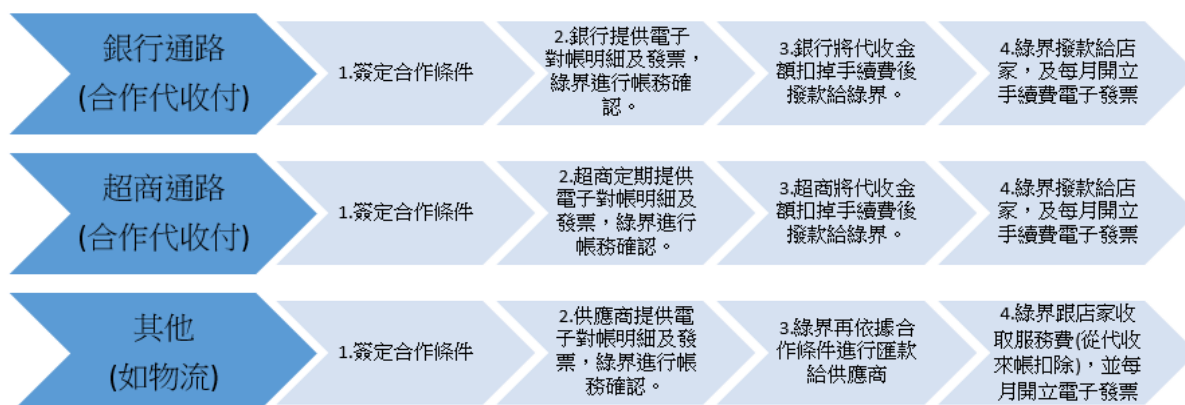 銀行通路
(合作代收付)
1.簽定合作條件
2.銀行提供電子
對帳明細及發票，
綠界進行帳務確
認。
3.銀行將代收金
額扣掉手續費後
撥款給綠界。
4.綠界撥款給店
家，及每月開立
手續費電子發票
超商通路
(合作代收付)
1.簽定合作條件
2.超商定期提供
電子對帳明細及
發票，綠界進行
帳務確認。
3.超商將代收金
額扣掉手續費後
撥款給綠界。
4.綠界撥款給店
家，及每月開立
手續費電子發票
其他
(如物流)
1.簽定合作條件
2.供應商提供電
子對帳明細及發
票，綠界進行帳
務確認。
3.綠界再依據合
作條件進行匯款
給供應商
4.綠界跟店家收
取服務費(從代收
來帳扣除)，並每
月開立電子發票